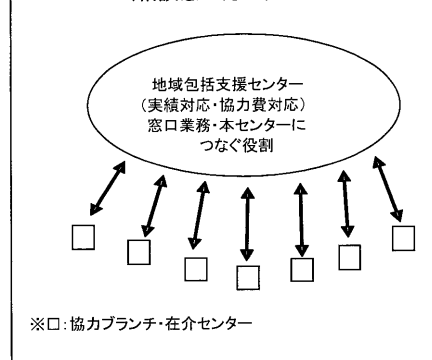 地域包括支援センター
(実績対応・協力費対応)
窓口業務・本センターに
つなぐ役割
※□:協力ブランチ・在介センター